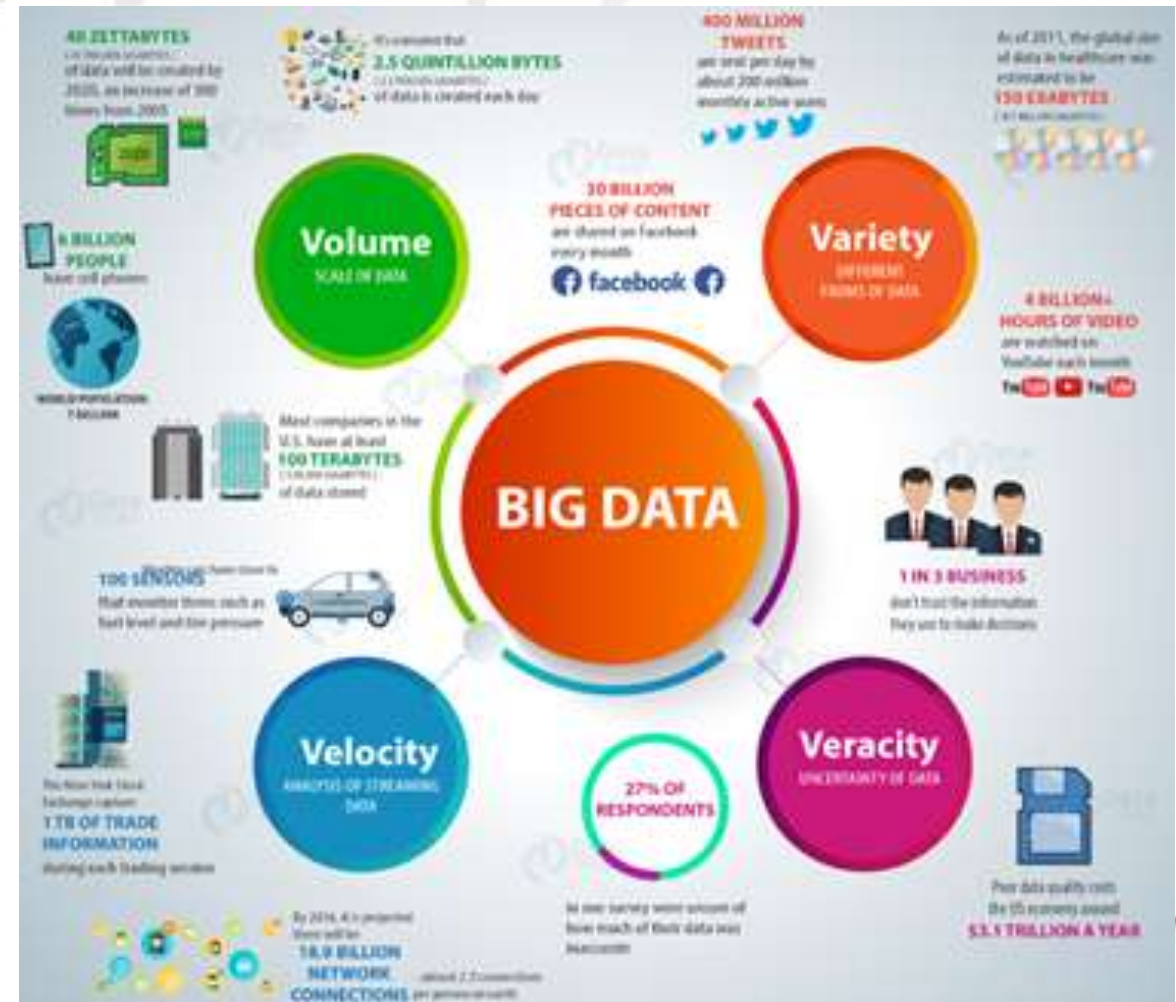 40 ZETTABYTES
of data will be created by
2020, an increase of 300
times from 2005
It's estimated that
2.5 QUINTILLION BYTES
of data is created each day
400 MILLION
TWEETS
are sent per day by
about 200 million
monthly active users
As of 2011, the global size
of data in healthcare was
estimated to be
150 EXABYTES
Volume
SCALE OF DATA
30 BILLION
PIECES OF CONTENT
are shared on Facebook
every month
facebook
Variety
DIFFERENT
FORMS OF DATA
6 BILLION
PEOPLE
have cell phones
WORLD POPULATION:
7 BILLION
4 BILLION+
HOURS OF VIDEO
are watched on
YouTube each month
YouTube YouTube
Most companies in the
U.S. have at least
100 TERABYTES
of data stored
BIG DATA
100 SENSORS
that monitor items such as
fuel level and tire pressure
1 IN 3 BUSINESS
don't trust the information
they use to make decisions
Velocity
ANALYSIS OF STREAMING
DATA
Veracity
UNCERTAINTY OF DATA
The New York Stock
Exchange captures
1 TB OF TRADE
INFORMATION
during each trading session
27% OF
RESPONDENTS
in one survey were unsure of
how much of their data was
inaccurate
Poor data quality costs
the US economy around
$3.1 TRILLION A YEAR
By 2016, it is projected
there will be
18.9 BILLION
NETWORK
CONNECTIONS